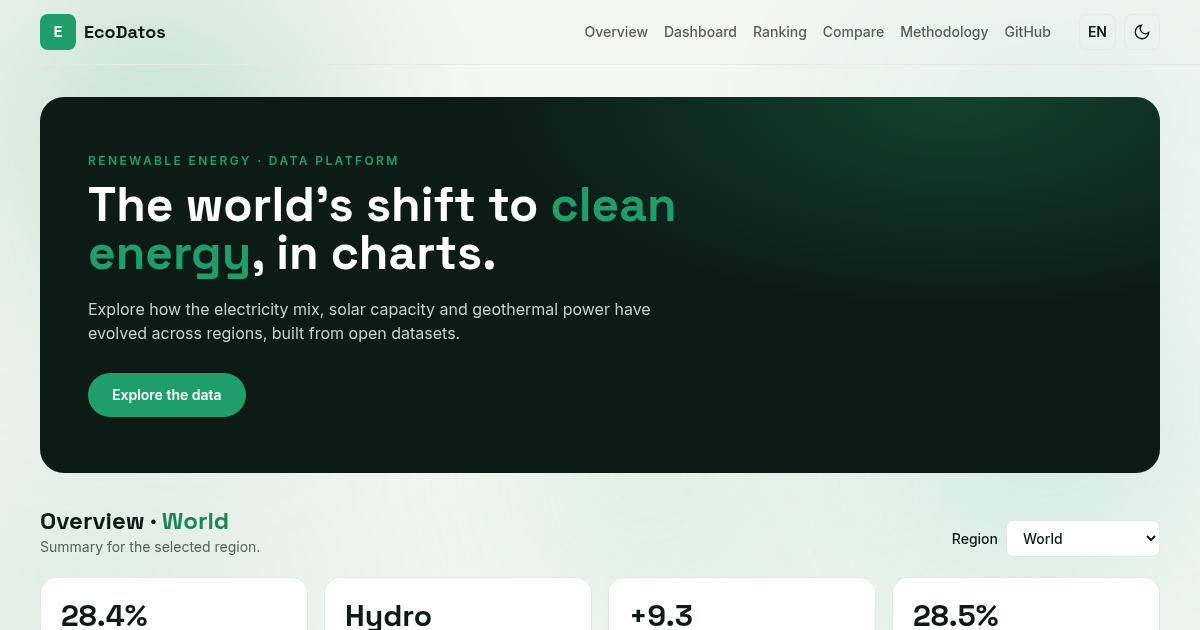 E
EcoDatos
Overview Dashboard Ranking Compare Methodology GitHub EN
RENEWABLE ENERGY · DATA PLATFORM
The world’s shift to clean
energy, in charts.
Explore how the electricity mix, solar capacity and geothermal power have
evolved across regions, built from open datasets.
Explore the data
Overview · World
Summary for the selected region.
Region World
28.4% Hydro +9.3 28.5%